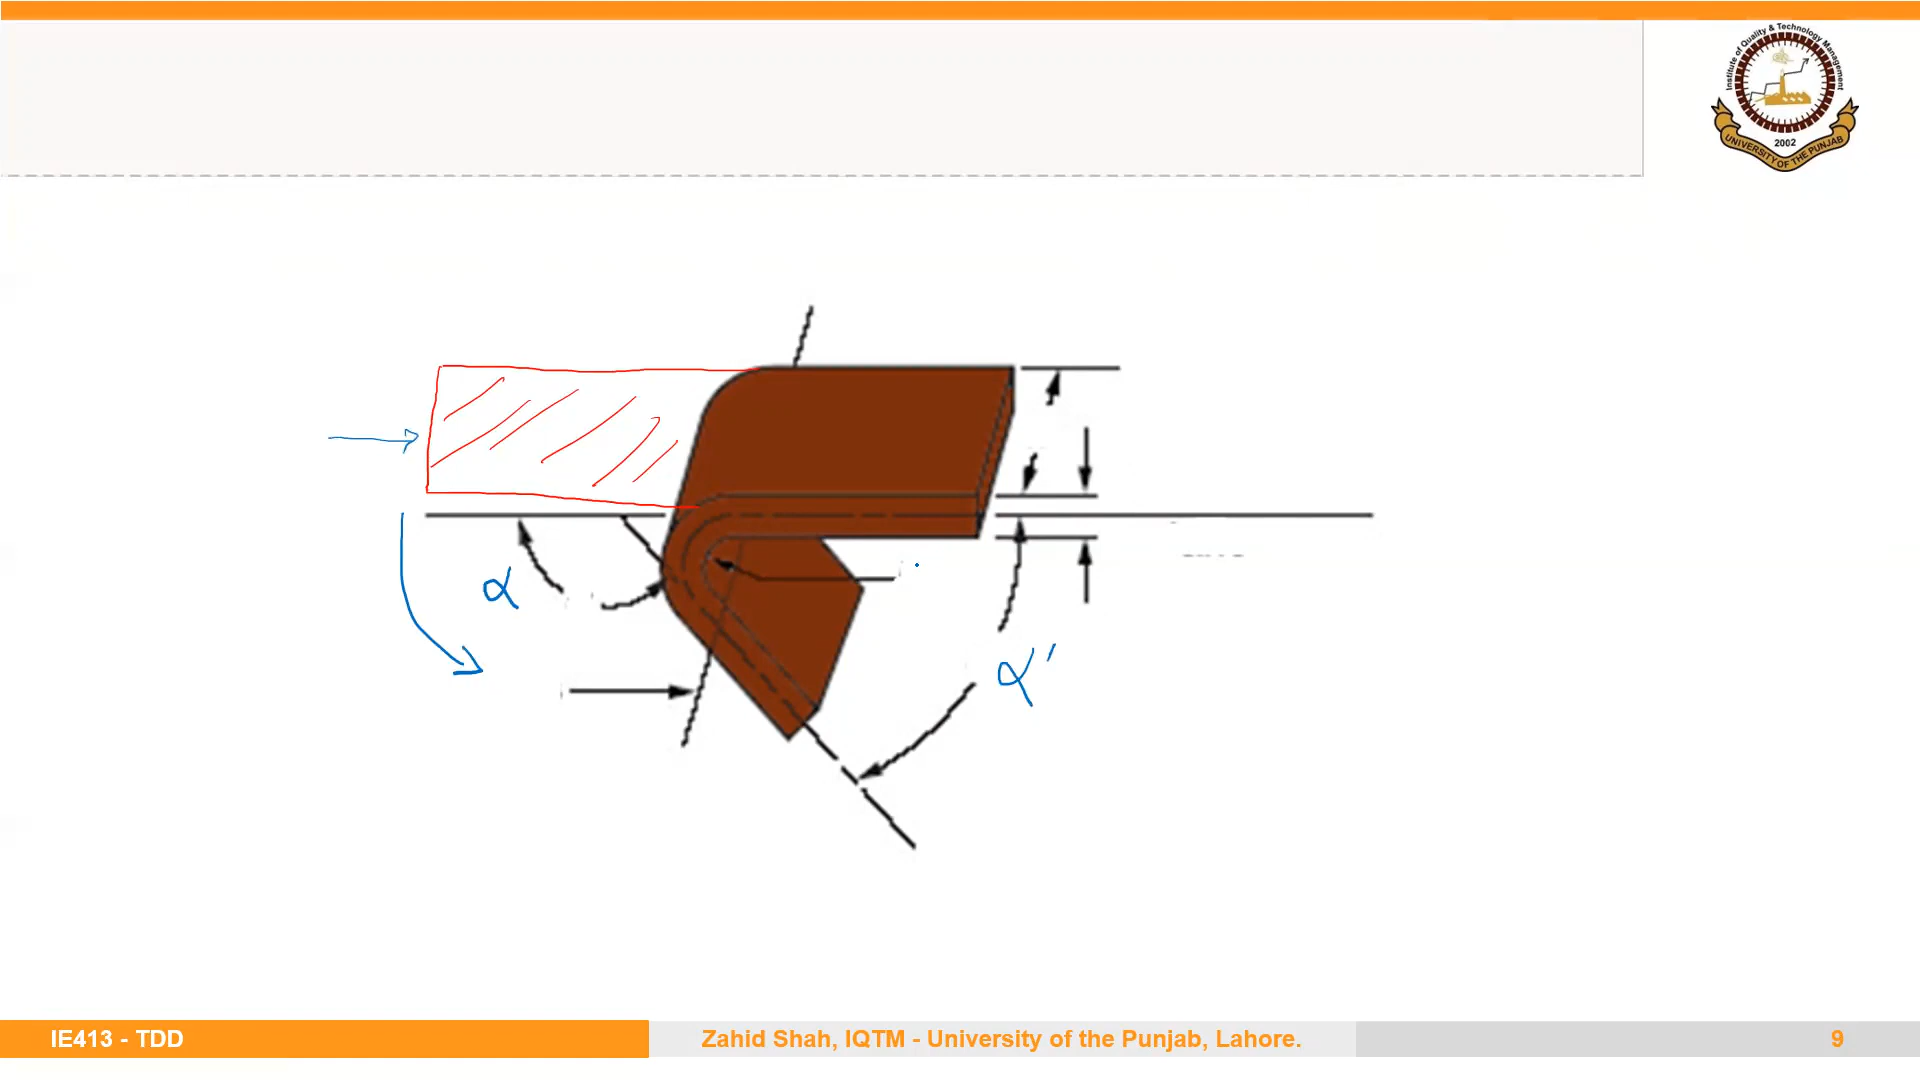 Institute of Quality & Technology Management
2002
UNIVERSITY OF THE PUNJAB
α
α'
IE413 - TDD
Zahid Shah, IQTM - University of the Punjab, Lahore.
9